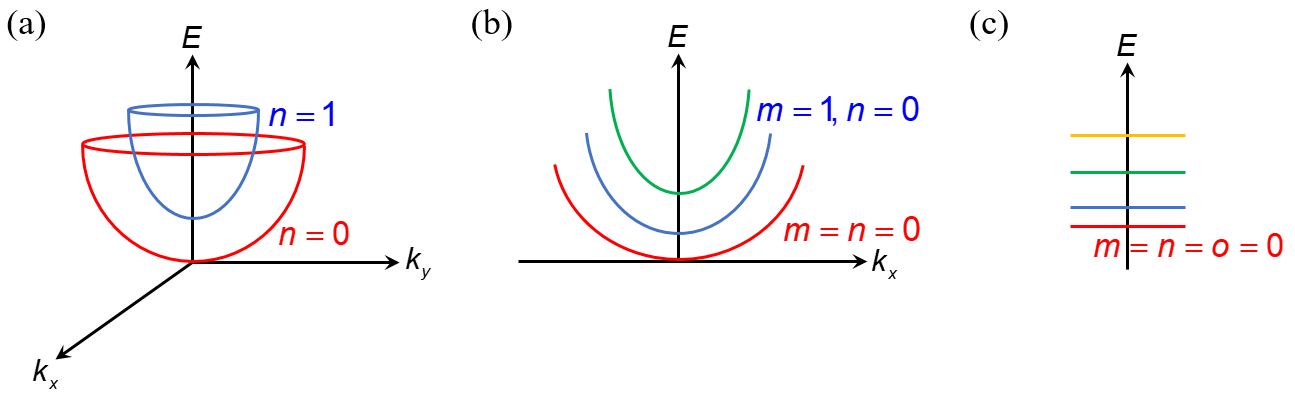 (a)
E
n = 1
n = 0
k_y
k_x
(b)
E
m = 1, n = 0
m = n = 0
k_x
(c)
E
m = n = o = 0